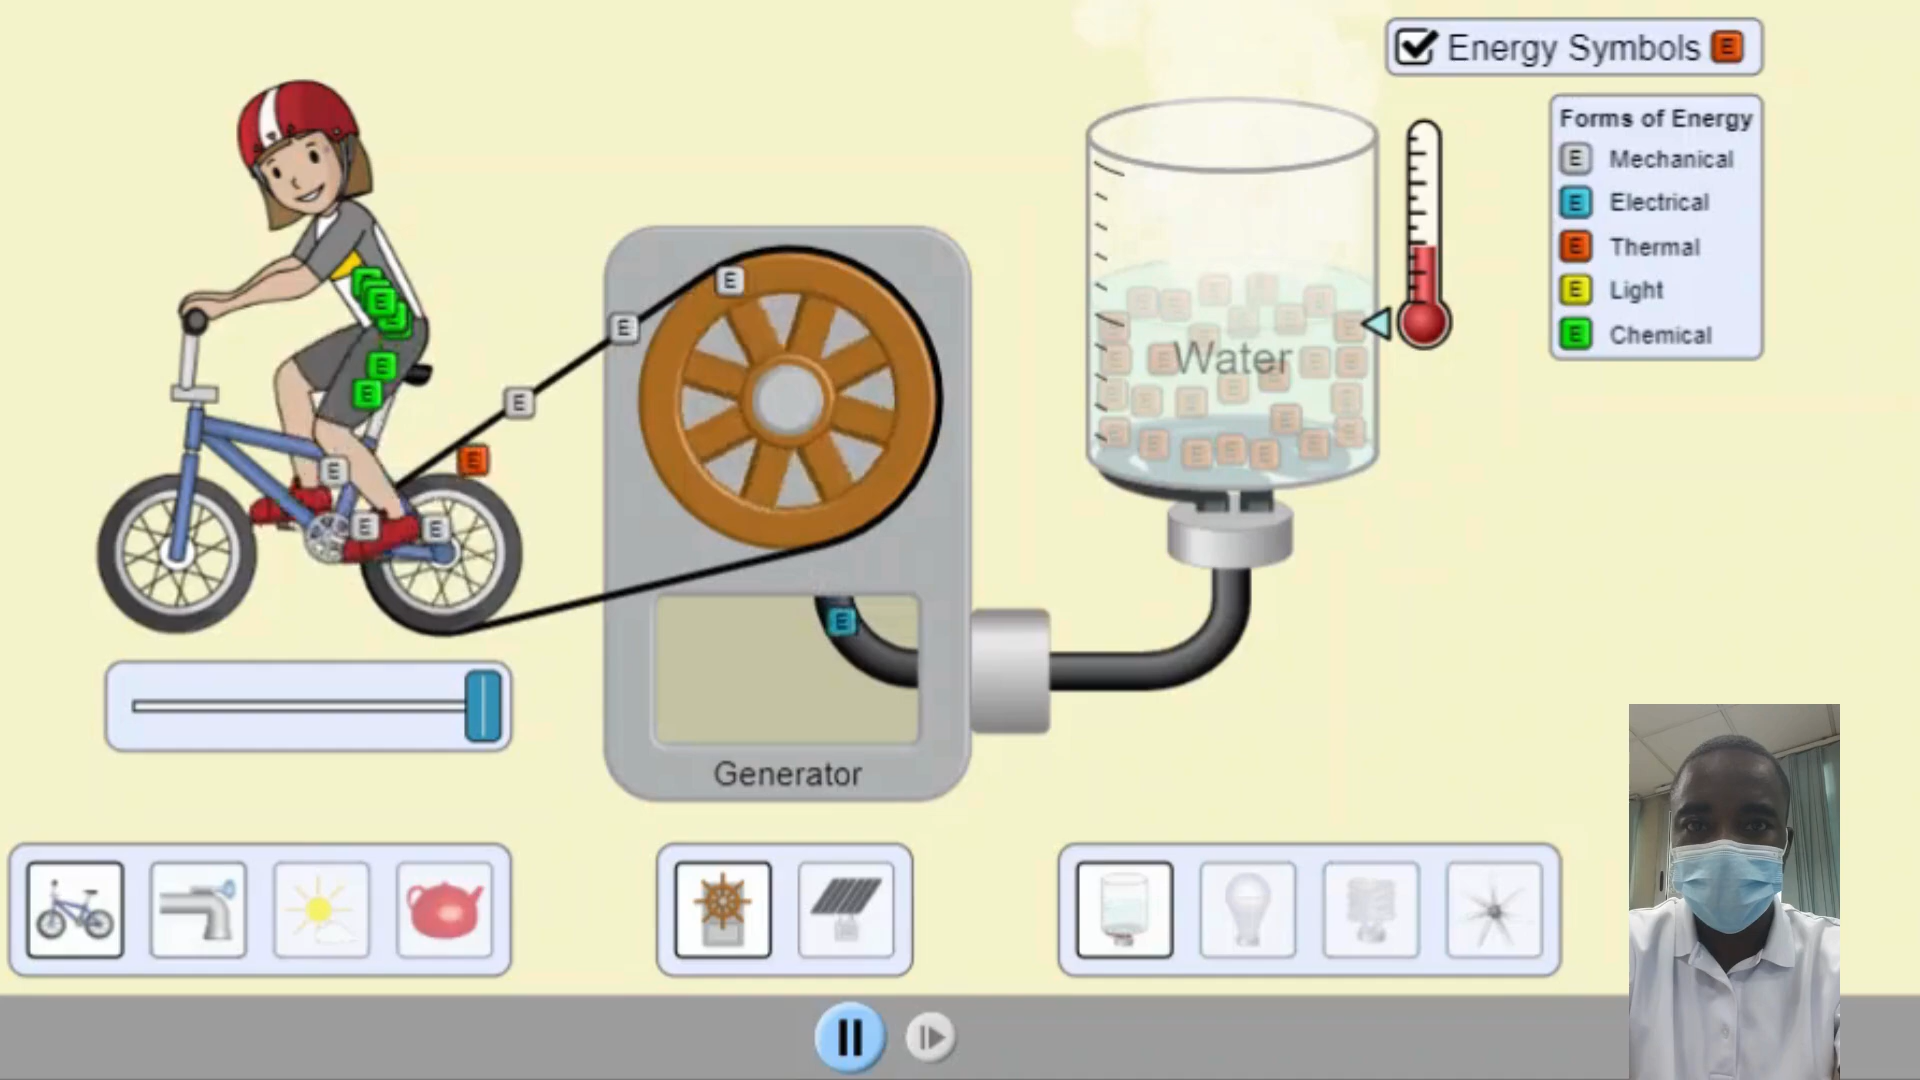 Energy Symbols E
Forms of Energy
E Mechanical
E Electrical
E Thermal
E Light
E Chemical
Water
Generator